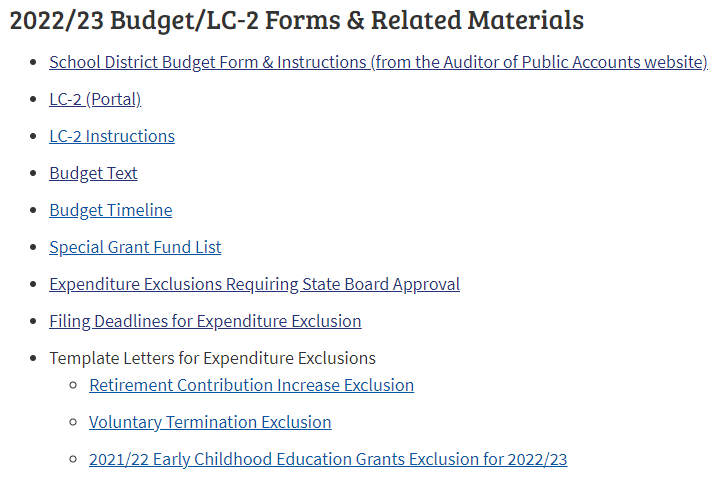 2022/23 Budget/LC-2 Forms & Related Materials
School District Budget Form & Instructions (from the Auditor of Public Accounts website)
LC-2 (Portal)
LC-2 Instructions
Budget Text
Budget Timeline
Special Grant Fund List
Expenditure Exclusions Requiring State Board Approval
Filing Deadlines for Expenditure Exclusion
Template Letters for Expenditure Exclusions
Retirement Contribution Increase Exclusion
Voluntary Termination Exclusion
2021/22 Early Childhood Education Grants Exclusion for 2022/23